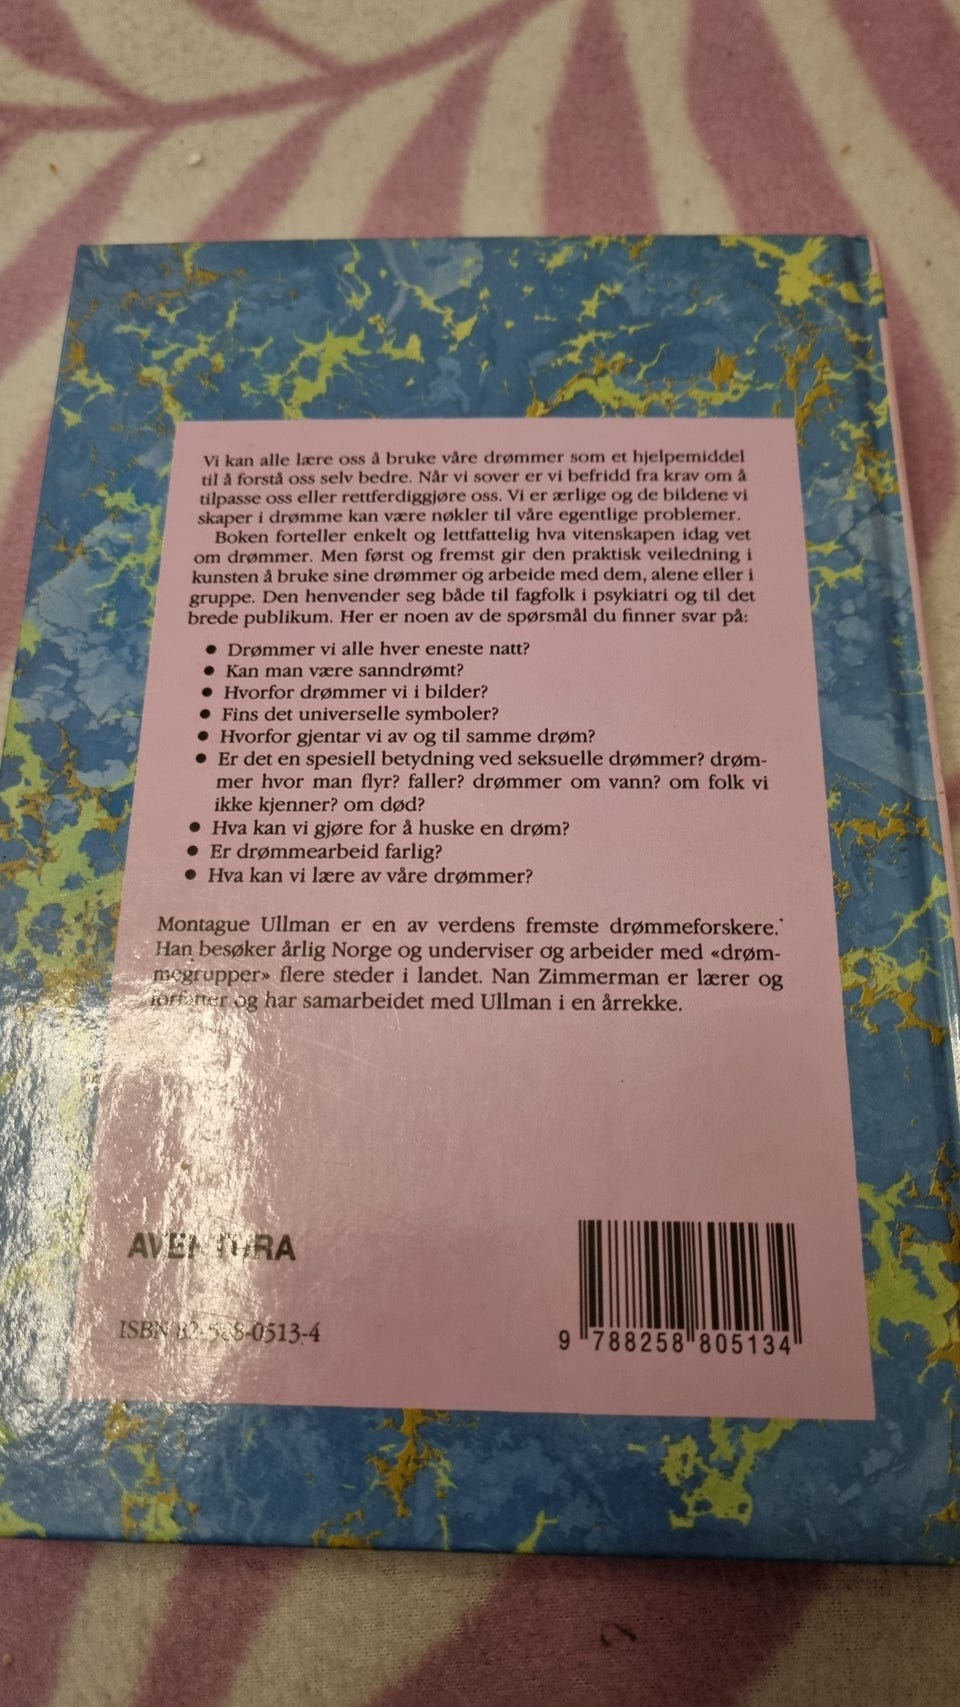 Vi kan alle lære oss å bruke våre drømmer som et hjelpemiddel
til å forstå oss selv bedre. Når vi sover er vi befridd fra krav om å
tilpasse oss eller rettferdiggjøre oss. Vi er ærlige og de bildene vi
skaper i drømme kan være nøkler til våre egentlige problemer.
Boken forteller enkelt og lettfattelig hva vitenskapen idag vet
om drømmer. Men først og fremst gir den praktisk veiledning i
kunsten å bruke sine drømmer og arbeide med dem, alene eller i
gruppe. Den henvender seg både til fagfolk i psykiatri og til det
brede publikum. Her er noen av de spørsmål du finner svar på:
● Drømmer vi alle hver eneste natt?
● Kan man være sanndrømt?
● Hvorfor drømmer vi i bilder?
● Fins det universelle symboler?
● Hvorfor gjentar vi av og til samme drøm?
● Er det en spesiell betydning ved seksuelle drømmer? drøm-
mer hvor man flyr? faller? drømmer om vann? om folk vi
ikke kjenner? om død?
● Hva kan vi gjøre for å huske en drøm?
● Er drømmearbeid farlig?
● Hva kan vi lære av våre drømmer?
Montague Ullman er en av verdens fremste drømmeforskere.
Han besøker årlig Norge og underviser og arbeider med «drøm-
megrupper» flere steder i landet. Nan Zimmerman er lærer og
forfatter og har samarbeidet med Ullman i en årrekke.
AVENTURA
ISBN 82-588-0513-4
9 788258 805134